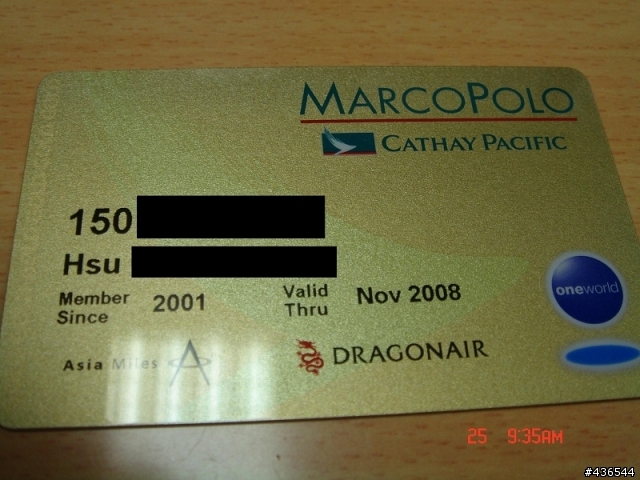 MARCOPOLO
CATHAY PACIFIC
150
Hsu
Member Since 2001 Valid Thru Nov 2008
oneworld
Asia Miles DRAGONAIR
25 9:35AM
#436544